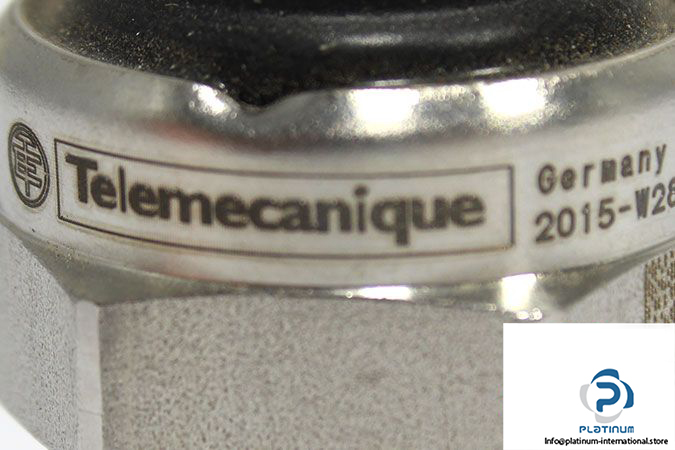 Telemecanique
Germany
2015-W28
PLATINUM
Info@platinum-international.store